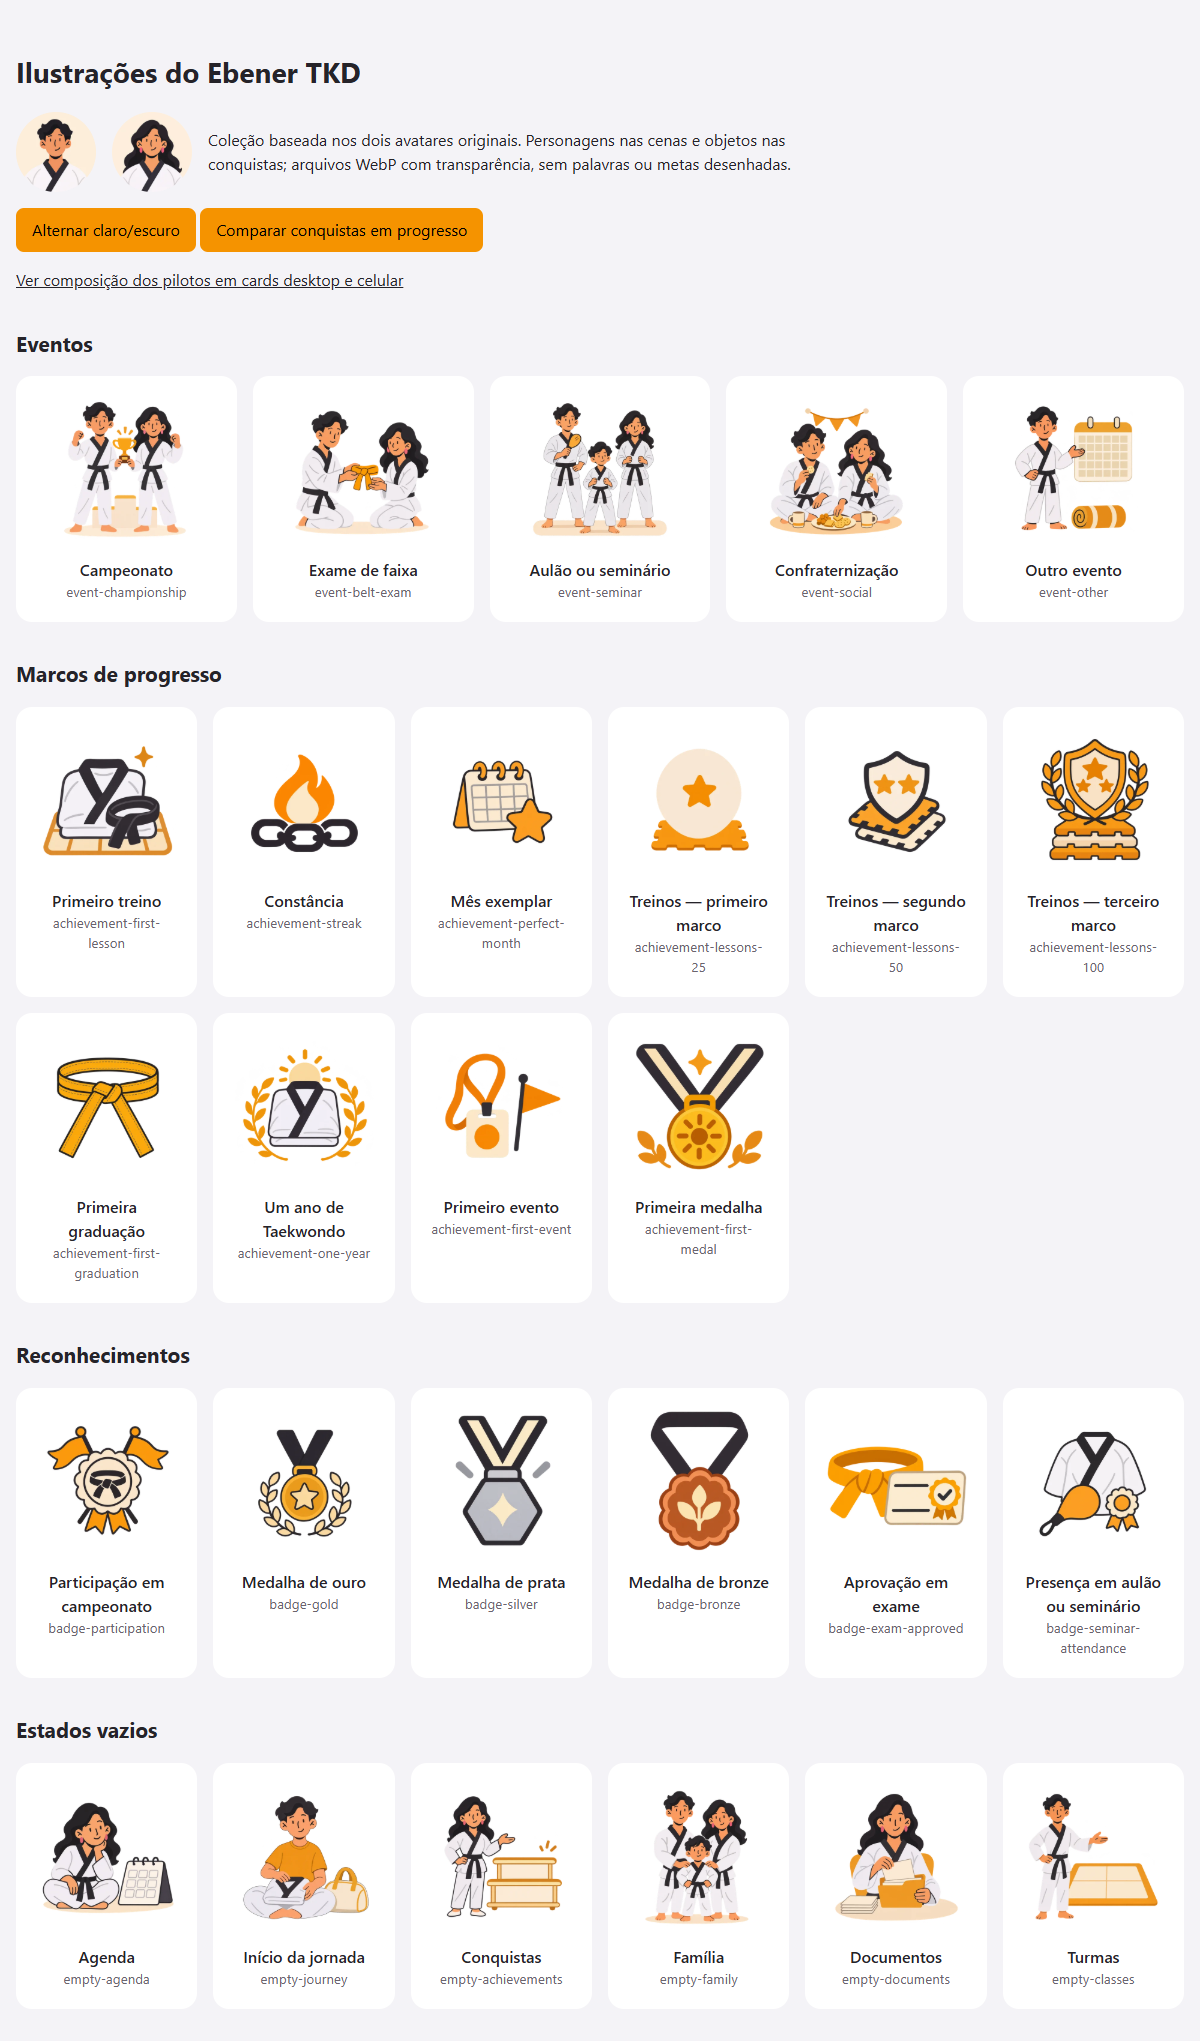 Ilustrações do Ebener TKD
Coleção baseada nos dois avatares originais. Personagens nas cenas e objetos nas
conquistas; arquivos WebP com transparência, sem palavras ou metas desenhadas.
Alternar claro/escuro
Comparar conquistas em progresso
Ver composição dos pilotos em cards desktop e celular
Eventos
Campeonato
event-championship
Exame de faixa
event-belt-exam
Aulão ou seminário
event-seminar
Confraternização
event-social
Outro evento
event-other
Marcos de progresso
Primeiro treino
achievement-first-
lesson
Constância
achievement-streak
Mês exemplar
achievement-perfect-
month
Treinos — primeiro
marco
achievement-lessons-
25
Treinos — segundo
marco
achievement-lessons-
50
Treinos — terceiro
marco
achievement-lessons-
100
Primeira
graduação
achievement-first-
graduation
Um ano de
Taekwondo
achievement-one-year
Primeiro evento
achievement-first-event
Primeira medalha
achievement-first-
medal
Reconhecimentos
Participação em
campeonato
badge-participation
Medalha de ouro
badge-gold
Medalha de prata
badge-silver
Medalha de bronze
badge-bronze
Aprovação em
exame
badge-exam-approved
Presença em aulão
ou seminário
badge-seminar-
attendance
Estados vazios
Agenda
empty-agenda
Início da jornada
empty-journey
Conquistas
empty-achievements
Família
empty-family
Documentos
empty-documents
Turmas
empty-classes